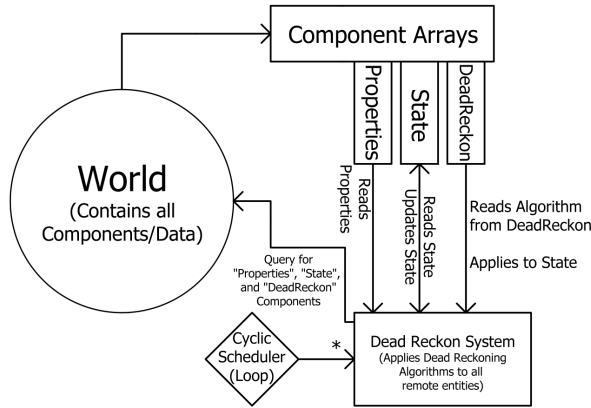 Component Arrays
Properties
State
DeadReckon
World
(Contains all
Components/Data)
Reads
Properties
Reads State
Updates State
Reads Algorithm
from DeadReckon
Applies to State
Query for
"Properties", "State",
and "DeadReckon"
Components
Cyclic
Scheduler
(Loop)
*
Dead Reckon System
(Applies Dead Reckoning
Algorithms to all
remote entities)